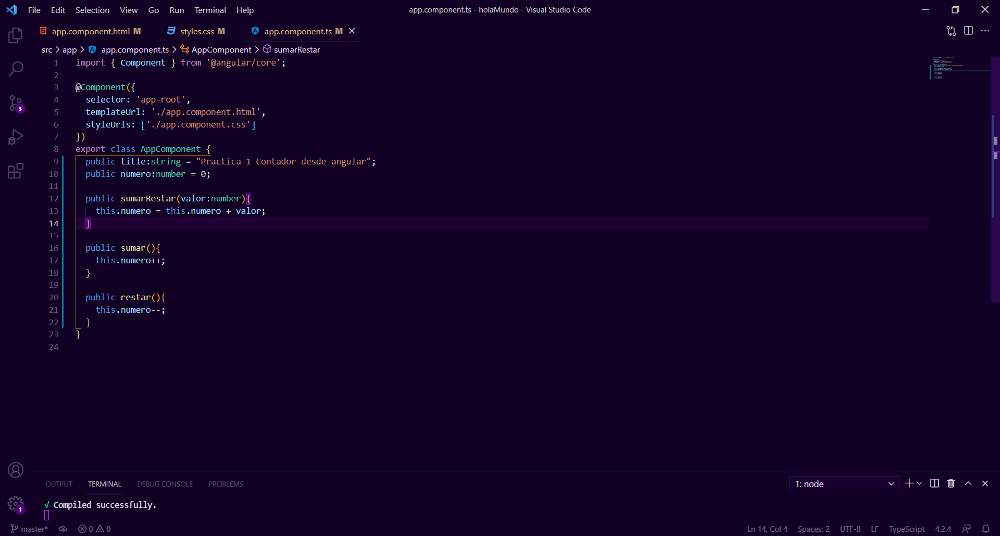 File Edit Selection View Go Run Terminal Help
app.component.ts - holaMundo - Visual Studio Code
app.component.html M
styles.css M
app.component.ts M
src > app > app.component.ts > AppComponent > sumarRestar
1 import { Component } from '@angular/core';
2
3 @Component({
4   selector: 'app-root',
5   templateUrl: './app.component.html',
6   styleUrls: ['./app.component.css']
7 })
8 export class AppComponent {
9   public title:string = "Practica 1 Contador desde angular";
10   public numero:number = 0;
11
12   public sumarRestar(valor:number){
13     this.numero = this.numero + valor;
14   }
15
16   public sumar(){
17     this.numero++;
18   }
19
20   public restar(){
21     this.numero--;
22   }
23 }
24
3
1
OUTPUT TERMINAL DEBUG CONSOLE PROBLEMS
1: node
√ Compiled successfully.
master* 0 0
Ln 14, Col 4 Spaces: 2 UTF-8 LF TypeScript 4.2.4